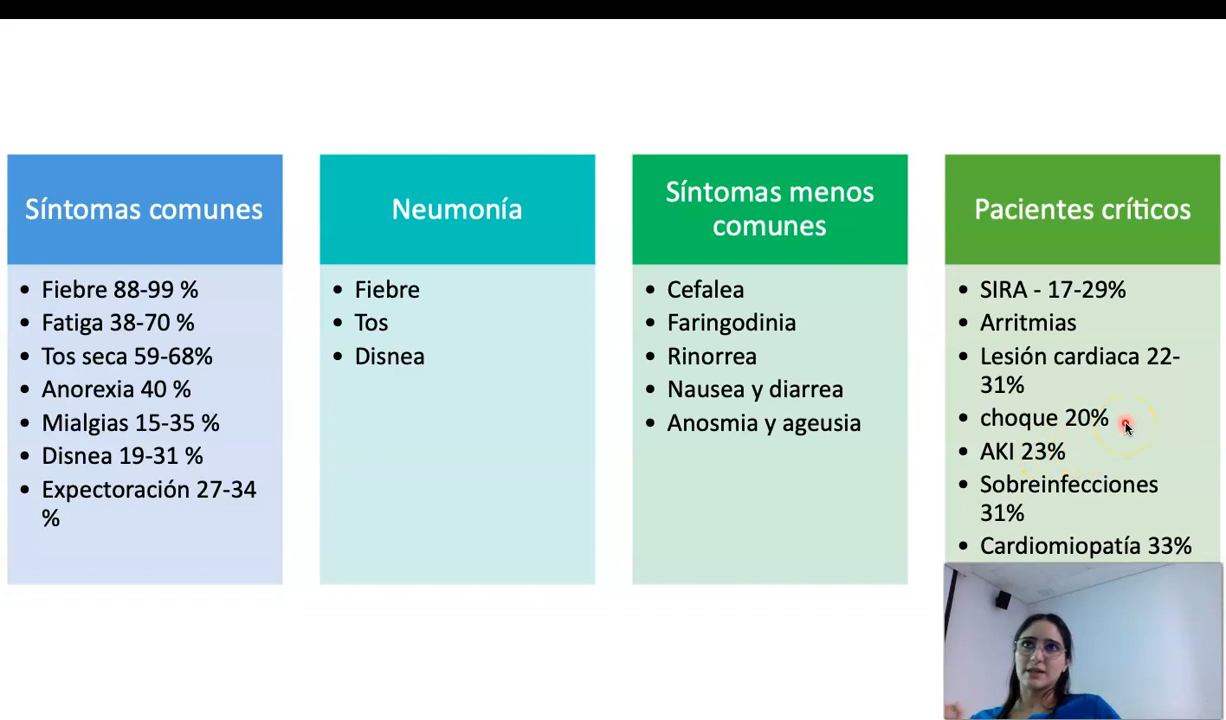 Síntomas comunes
• Fiebre 88-99 %
• Fatiga 38-70 %
• Tos seca 59-68%
• Anorexia 40 %
• Mialgias 15-35 %
• Disnea 19-31 %
• Expectoración 27-34
%
Neumonía
• Fiebre
• Tos
• Disnea
Síntomas menos
comunes
• Cefalea
• Faringodinia
• Rinorrea
• Nausea y diarrea
• Anosmia y ageusia
Pacientes críticos
• SIRA - 17-29%
• Arritmias
• Lesión cardiaca 22-
31%
• choque 20%
• AKI 23%
• Sobreinfecciones
31%
• Cardiomiopatía 33%